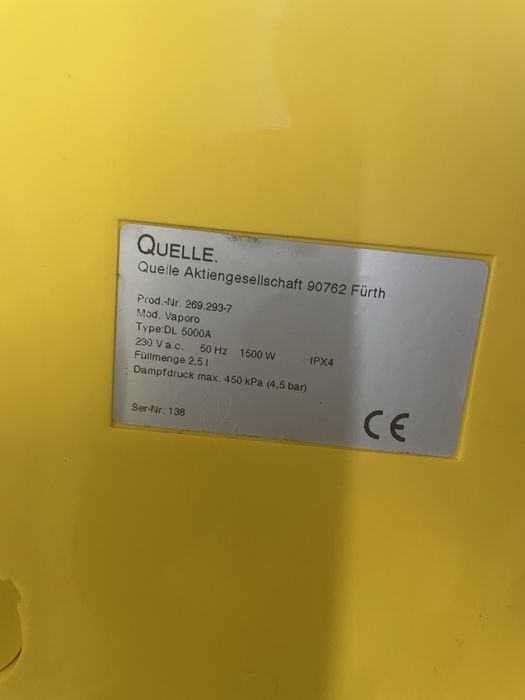 QUELLE.
Quelle Aktiengesellschaft 90762 Fürth
Prod.-Nr. 269.293-7
Mod. Vaporo
Type:DL 5000A
230 V a.c. 50 Hz 1500 W IPX4
Füllmenge 2,5 l
Dampfdruck max. 450 kPa (4,5 bar)
Ser-Nr. 138
CE